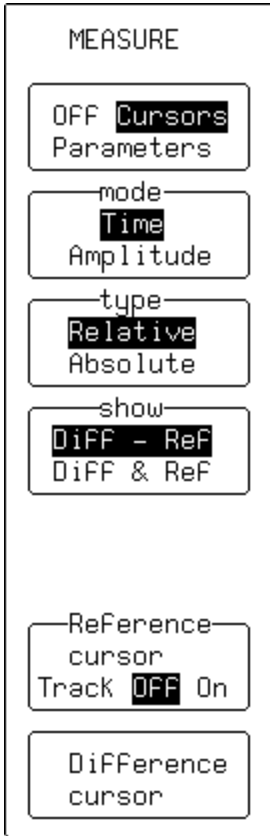 MEASURE
OFF Cursors
Parameters
mode
Time
Amplitude
type
Relative
Absolute
show
Diff - Ref
Diff & Ref
Reference
cursor
Track Off On
Difference
cursor